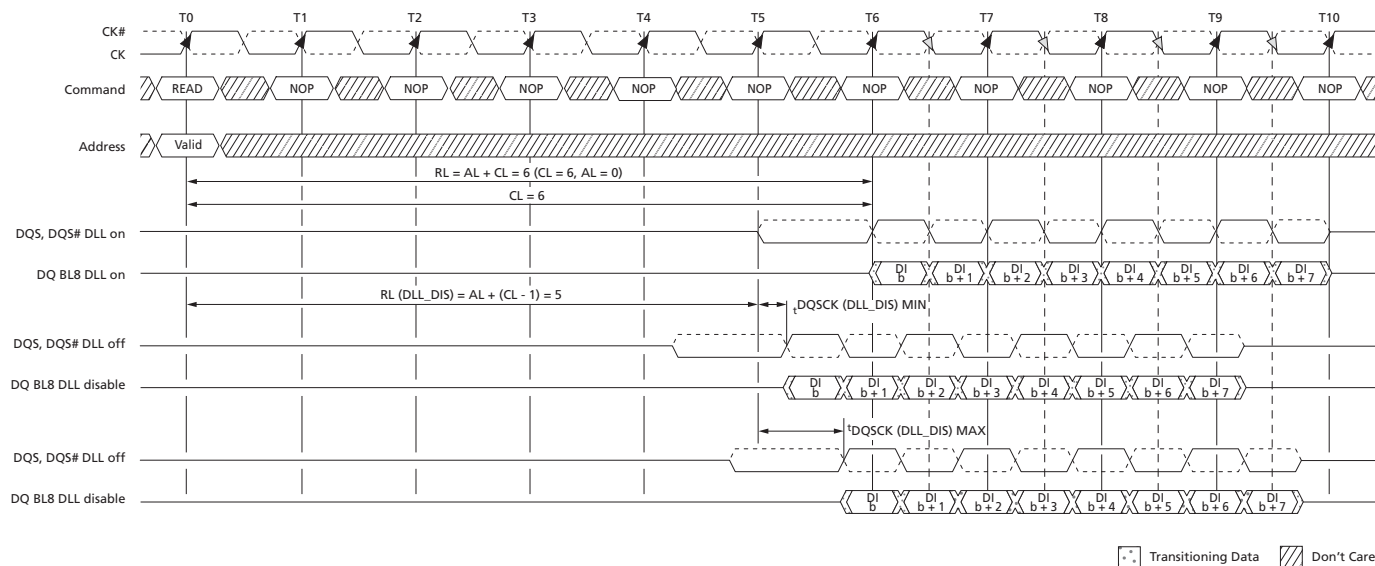 T0 T1 T2 T3 T4 T5 T6 T7 T8 T9 T10
CK#
CK
Command READ NOP NOP NOP NOP NOP NOP NOP NOP NOP NOP
Address Valid
RL = AL + CL = 6 (CL = 6, AL = 0)
CL = 6
DQS, DQS# DLL on
DQ BL8 DLL on DI b DI b + 1 DI b + 2 DI b + 3 DI b + 4 DI b + 5 DI b + 6 DI b + 7
RL (DLL_DIS) = AL + (CL - 1) = 5 tDQSCK (DLL_DIS) MIN
DQS, DQS# DLL off
DQ BL8 DLL disable DI b DI b + 1 DI b + 2 DI b + 3 DI b + 4 DI b + 5 DI b + 6 DI b + 7
tDQSCK (DLL_DIS) MAX
DQS, DQS# DLL off
DQ BL8 DLL disable DI b DI b + 1 DI b + 2 DI b + 3 DI b + 4 DI b + 5 DI b + 6 DI b + 7
Transitioning Data Don't Care